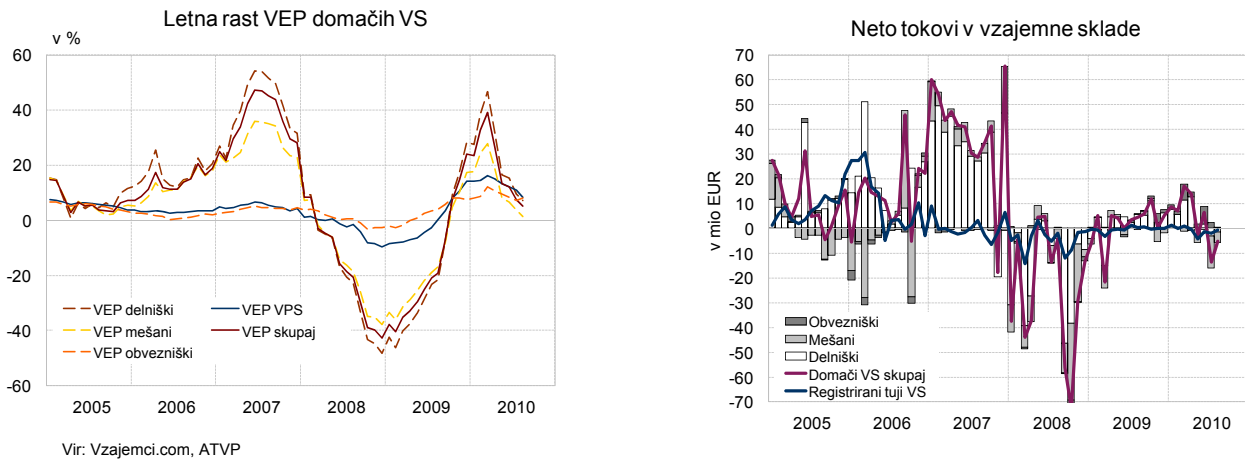 Letna rast VEP domačih VS
v %
60
40
20
0
-20
-40
-60
VEP delniški
VEP mešani
VEP obvezniški
VEP VPS
VEP skupaj
2005 2006 2007 2008 2009 2010
Vir: Vzajemci.com, ATVP
Neto tokovi v vzajemne sklade
v mio EUR
70
60
50
40
30
20
10
0
-10
-20
-30
-40
-50
-60
-70
Obvezniški
Mešani
Delniški
Domači VS skupaj
Registrirani tuji VS
2005 2006 2007 2008 2009 2010